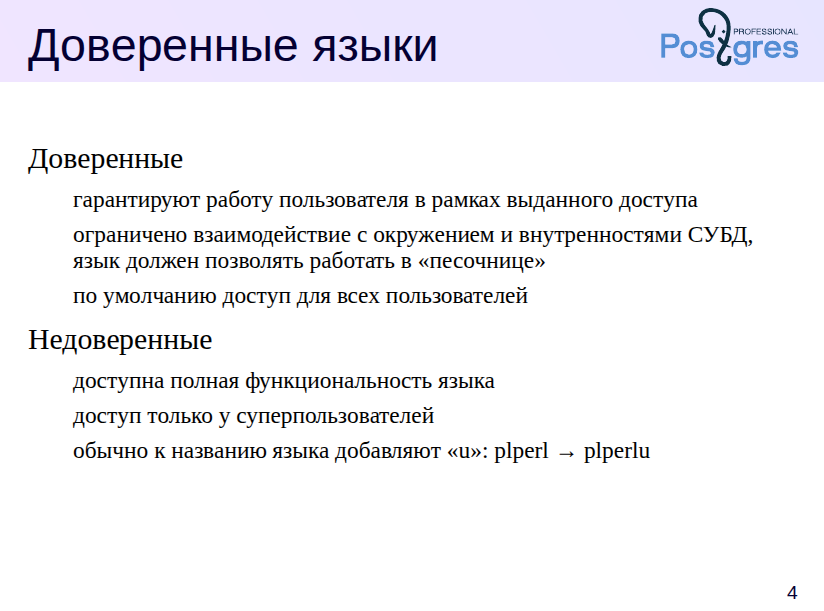 Доверенные языки
PROFESSIONAL
Postgres
Доверенные
гарантируют работу пользователя в рамках выданного доступа
ограничено взаимодействие с окружением и внутренностями СУБД,
язык должен позволять работать в «песочнице»
по умолчанию доступ для всех пользователей
Недоверенные
доступна полная функциональность языка
доступ только у суперпользователей
обычно к названию языка добавляют «u»: plperl → plperlu
4